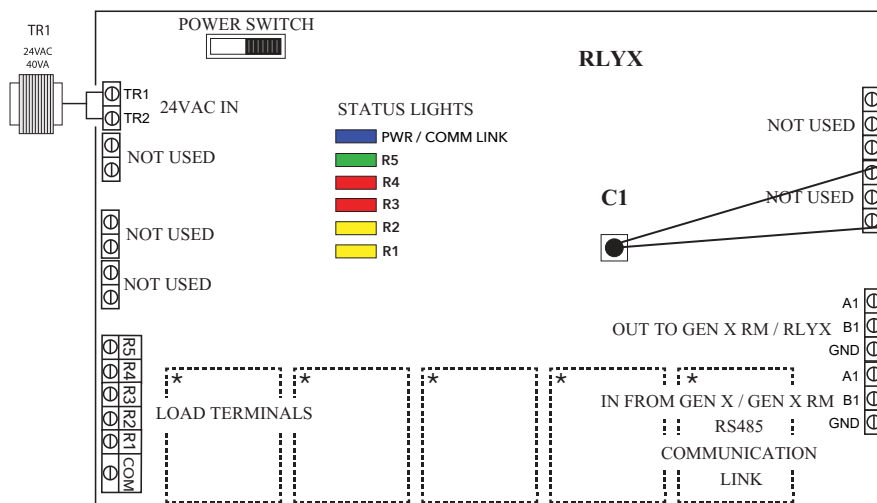 TR1
24VAC
40VA
POWER SWITCH
RLYX
TR1
TR2
24VAC IN
NOT USED
NOT USED
NOT USED
STATUS LIGHTS
PWR / COMM LINK
R5
R4
R3
R2
R1
C1
NOT USED
NOT USED
A1
B1
GND
OUT TO GEN X RM / RLYX
A1
B1
GND
IN FROM GEN X / GEN X RM
RS485
COMMUNICATION
LINK
R5
R4
R3
R2
R1
COM
LOAD TERMINALS
*
*
*
*
*